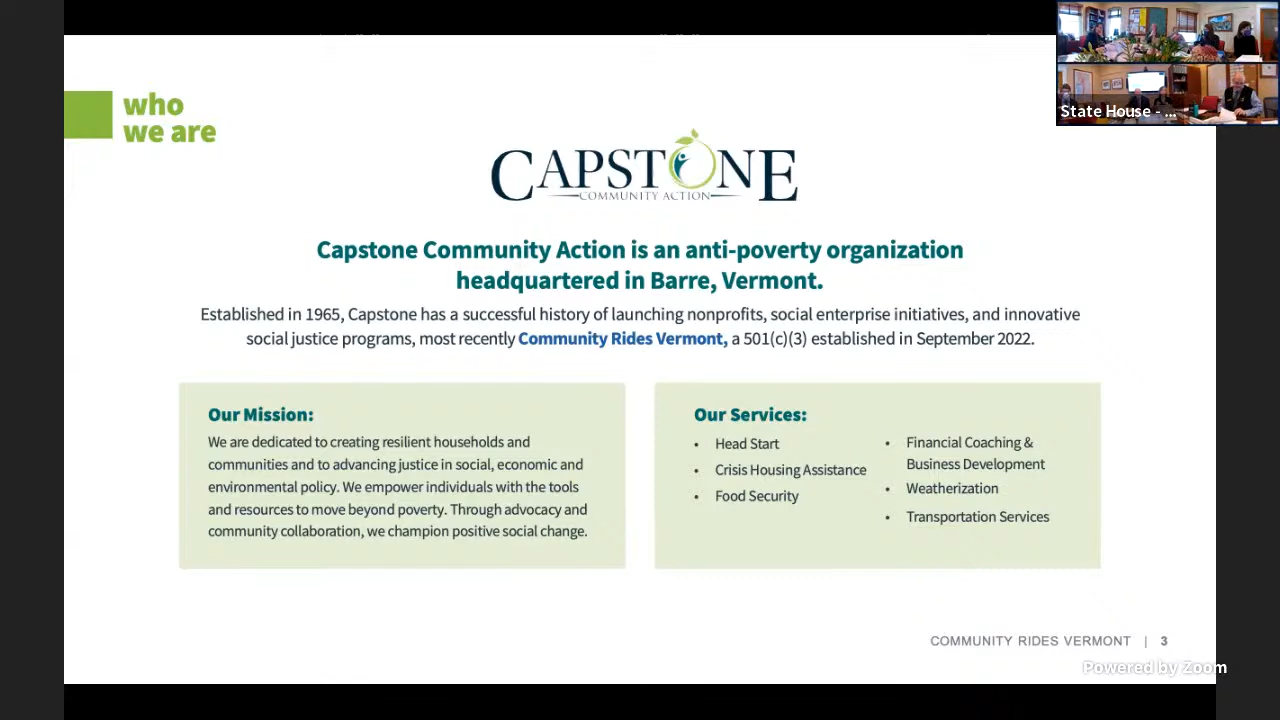 who
we are
CAPSTONE
COMMUNITY ACTION
Capstone Community Action is an anti-poverty organization
headquartered in Barre, Vermont.
Established in 1965, Capstone has a successful history of launching nonprofits, social enterprise initiatives, and innovative
social justice programs, most recently Community Rides Vermont, a 501(c)(3) established in September 2022.
Our Mission:
We are dedicated to creating resilient households and
communities and to advancing justice in social, economic and
environmental policy. We empower individuals with the tools
and resources to move beyond poverty. Through advocacy and
community collaboration, we champion positive social change.
Our Services:
• Head Start
• Crisis Housing Assistance
• Food Security
• Financial Coaching &
Business Development
• Weatherization
• Transportation Services
COMMUNITY RIDES VERMONT | 3
Powered by Zoom
State House - ...